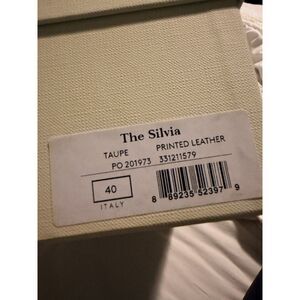 The Silvia
TAUPE PRINTED LEATHER
PO 201973 331211579
40
ITALY
8 89235 52397 9